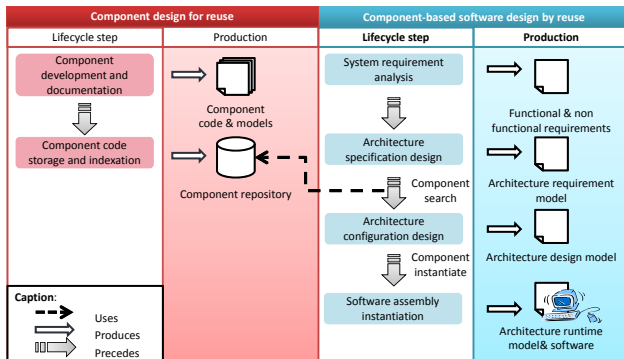 Component design for reuse
Component-based software design by reuse
Lifecycle step
Production
Lifecycle step
Production
Component
development and
documentation
Component
code & models
System requirement
analysis
Functional & non
functional requirements
Component code
storage and indexation
Component repository
Architecture
specification design
Architecture requirement
model
Component
search
Architecture
configuration design
Architecture design model
Component
instantiate
Software assembly
instantiation
Architecture runtime
model& software
Caption:
Uses
Produces
Precedes